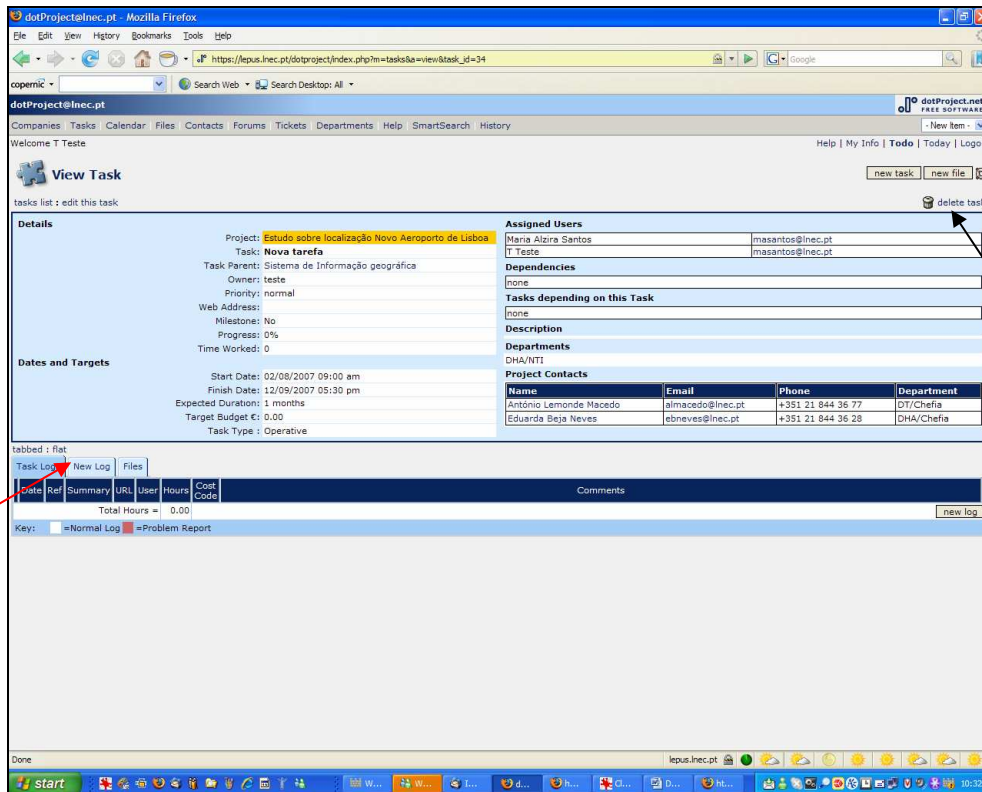 dotProject@lnec.pt - Mozilla Firefox
File Edit View History Bookmarks Tools Help
https://lepus.lnec.pt/dotproject/index.php?m=tasks&a=view&task_id=34
Google
copernic
Search Web
Search Desktop: All
dotProject@lnec.pt
dotProject.net
FREE SOFTWARE
Companies Tasks Calendar Files Contacts Forums Tickets Departments Help SmartSearch History
- New Item -
Welcome T Teste
Help | My Info | Todo | Today | Logo
View Task
new task
new file
tasks list : edit this task
delete task
Details
Project: Estudo sobre localização Novo Aeroporto de Lisboa
Task: Nova tarefa
Task Parent: Sistema de Informação geográfica
Owner: teste
Priority: normal
Web Address:
Milestone: No
Progress: 0%
Time Worked: 0
Dates and Targets
Start Date: 02/08/2007 09:00 am
Finish Date: 12/09/2007 05:30 pm
Expected Duration: 1 months
Target Budget €: 0.00
Task Type : Operative
Assigned Users
Maria Alzira Santos masantos@lnec.pt
T Teste masantos@lnec.pt
Dependencies
none
Tasks depending on this Task
none
Description
Departments
DHA/NTI
Project Contacts
Name Email Phone Department
António Lemonde Macedo almacedo@lnec.pt +351 21 844 36 77 DT/Chefia
Eduarda Beja Neves ebneves@lnec.pt +351 21 844 36 28 DHA/Chefia
tabbed : flat
Task Log New Log Files
Date Ref Summary URL User Hours Cost Code Comments
Total Hours = 0.00
new log
Key: =Normal Log =Problem Report
Done
lepus.lnec.pt
start
W...
W...
I...
d...
h...
Cl...
D...
ht...
10:32